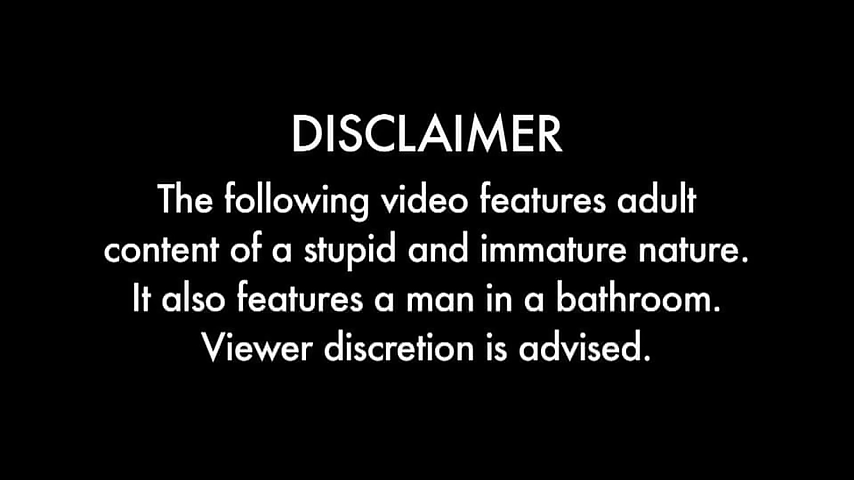 DISCLAIMER
The following video features adult
content of a stupid and immature nature.
It also features a man in a bathroom.
Viewer discretion is advised.